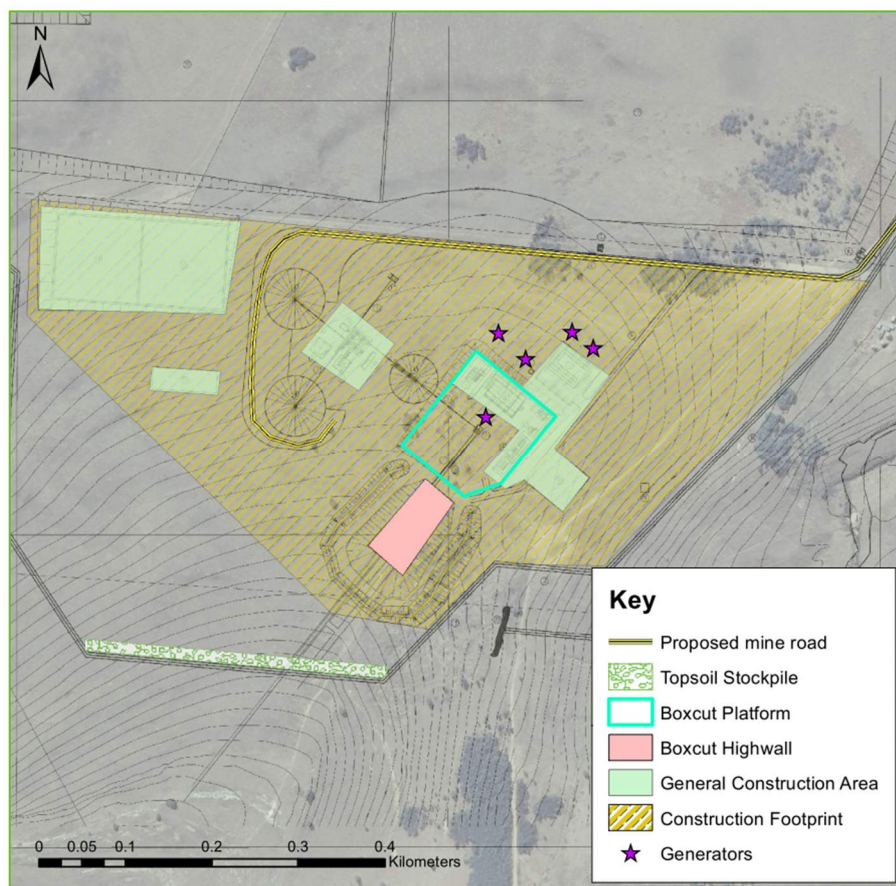 N
Key
Proposed mine road
Topsoil Stockpile
Boxcut Platform
Boxcut Highwall
General Construction Area
Construction Footprint
Generators
0 0.05 0.1 0.2 0.3 0.4
Kilometers